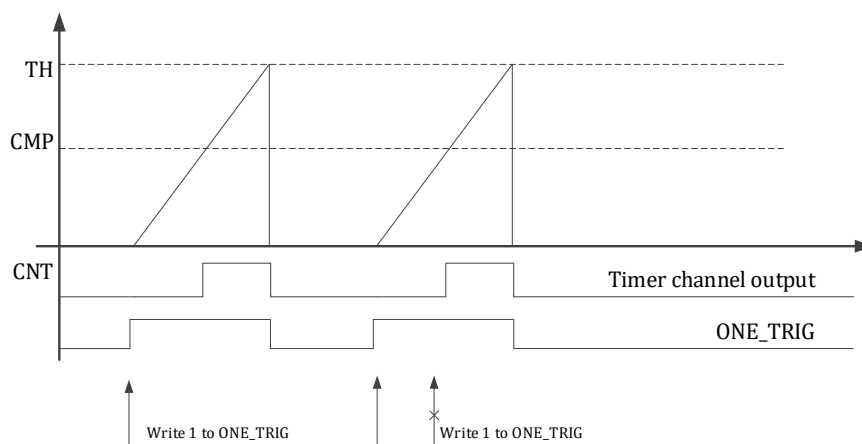 TH
CMP
CNT
Timer channel output
ONE_TRIG
Write 1 to ONE_TRIG
Write 1 to ONE_TRIG